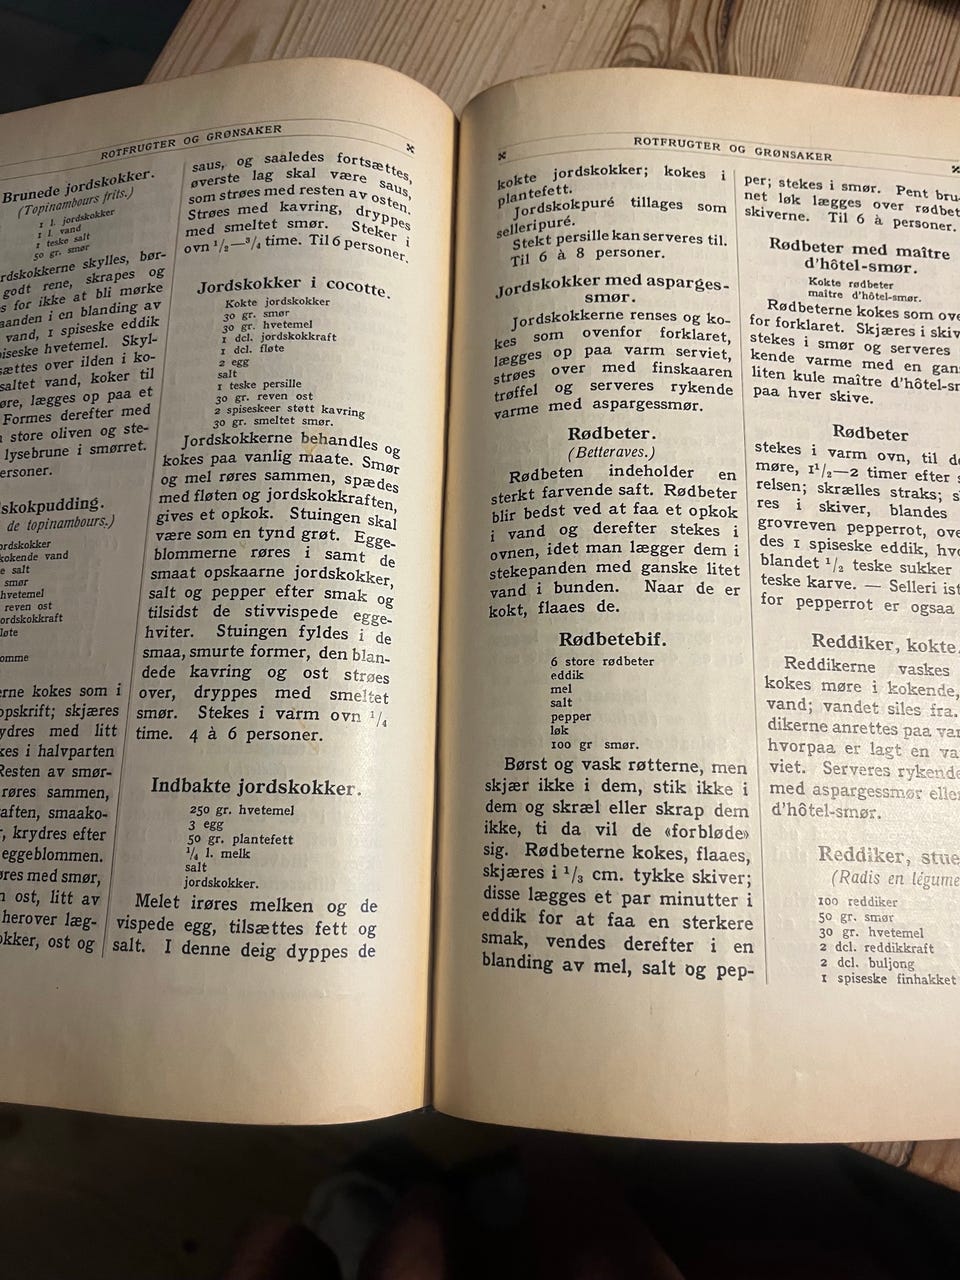 ROTFRUGTER OG GRØNSAKER
Brunede jordskokker.
(Topinambours frits.)
1 l. jordskokker
1 l. vand
1 teske salt
50 gr. smør
skokkerne skylles, bør-
godt rene, skrapes og
s for ikke at bli mørke
aanden i en blanding av
vand, 1 spiseske eddik
piseske hvetemel. Skyl-
sættes over ilden i ko-
saltet vand, koker til
øre, lægges op paa et
Formes derefter med
store oliven og ste-
lysebrune i smørret.
ersoner.
skokpudding.
de topinambours.)
ordskokker
kokende vand
e salt
smør
hvetemel
reven ost
ordskokkraft
løte
omme
erne kokes som i
opskrift; skjæres
ydres med litt
kes i halvparten
Resten av smør-
røres sammen,
aften, smaako-
r, krydres efter
eggeblommen.
øres med smør,
n ost, litt av
herover læg-
okker, ost og
saus, og saaledes fortsættes,
øverste lag skal være saus,
som strøes med resten av osten.
Strøes med kavring, dryppes
med smeltet smør. Steker i
ovn 1/2—3/4 time. Til 6 personer.
Jordskokker i cocotte.
Kokte jordskokker
30 gr. smør
30 gr. hvetemel
1 dcl. jordskokkraft
1 dcl. fløte
2 egg
salt
1 teske persille
30 gr. reven ost
2 spiseskeer støtt kavring
30 gr. smeltet smør.
Jordskokkerne behandles og
kokes paa vanlig maate. Smør
og mel røres sammen, spædes
med fløten og jordskokkraften,
gives et opkok. Stuingen skal
være som en tynd grøt. Egge-
blommerne røres i samt de
smaat opskaarne jordskokker,
salt og pepper efter smak og
tilsidst de stivvispede egge-
hviter. Stuingen fyldes i de
smaa, smurte former, den blan-
dede kavring og ost strøes
over, dryppes med smeltet
smør. Stekes i varm ovn 1/4
time. 4 à 6 personer.
Indbakte jordskokker.
250 gr. hvetemel
3 egg
50 gr. plantefett
1/4 l. melk
salt
jordskokker.
Melet irøres melken og de
vispede egg, tilsættes fett og
salt. I denne deig dyppes de
ROTFRUGTER OG GRØNSAKER
kokte jordskokker; kokes i
plantefett.
Jordskokpuré tillages som
selleripuré.
Stekt persille kan serveres til.
Til 6 à 8 personer.
Jordskokker med asparges-
smør.
Jordskokkerne renses og ko-
kes som ovenfor forklaret,
lægges op paa varm serviet,
strøes over med finskaaren
trøffel og serveres rykende
varme med aspargessmør.
Rødbeter.
(Betteraves.)
Rødbeten indeholder en
sterkt farvende saft. Rødbeter
blir bedst ved at faa et opkok
i vand og derefter stekes i
ovnen, idet man lægger dem i
stekepanden med ganske litet
vand i bunden. Naar de er
kokt, flaaes de.
Rødbetebif.
6 store rødbeter
eddik
mel
salt
pepper
løk
100 gr smør.
Børst og vask røtterne, men
skjær ikke i dem, stik ikke i
dem og skræl eller skrap dem
ikke, ti da vil de «forbløde»
sig. Rødbeterne kokes, flaaes,
skjæres i 1/3 cm. tykke skiver;
disse lægges et par minutter i
eddik for at faa en sterkere
smak, vendes derefter i en
blanding av mel, salt og pep-
per; stekes i smør. Pent bru-
net løk lægges over rødbet
skiverne. Til 6 à personer.
Rødbeter med maître
d'hôtel-smør.
Kokte rødbeter
maitre d'hôtel-smør.
Rødbeterne kokes som ove
for forklaret. Skjæres i skiv
stekes i smør og serveres
kende varme med en gan
liten kule maître d'hôtel-sm
paa hver skive.
Rødbeter
stekes i varm ovn, til de
møre, 1 1/2—2 timer efter s
relsen; skrælles straks; s
res i skiver, blandes
grovreven pepperrot, ov
des 1 spiseske eddik, hvo
blandet 1/2 teske sukker
teske karve. — Selleri ist
for pepperrot er ogsaa
Reddiker, kokte.
Reddikerne vaskes
kokes møre i kokende,
vand; vandet siles fra.
dikerne anrettes paa var
hvorpaa er lagt en va
viet. Serveres rykende
med aspargessmør eller
d'hôtel-smør.
Reddiker, stue
(Radis en légume
100 reddiker
50 gr. smør
30 gr. hvetemel
2 dcl. reddikkraft
2 dcl. buljong
1 spiseske finhakket